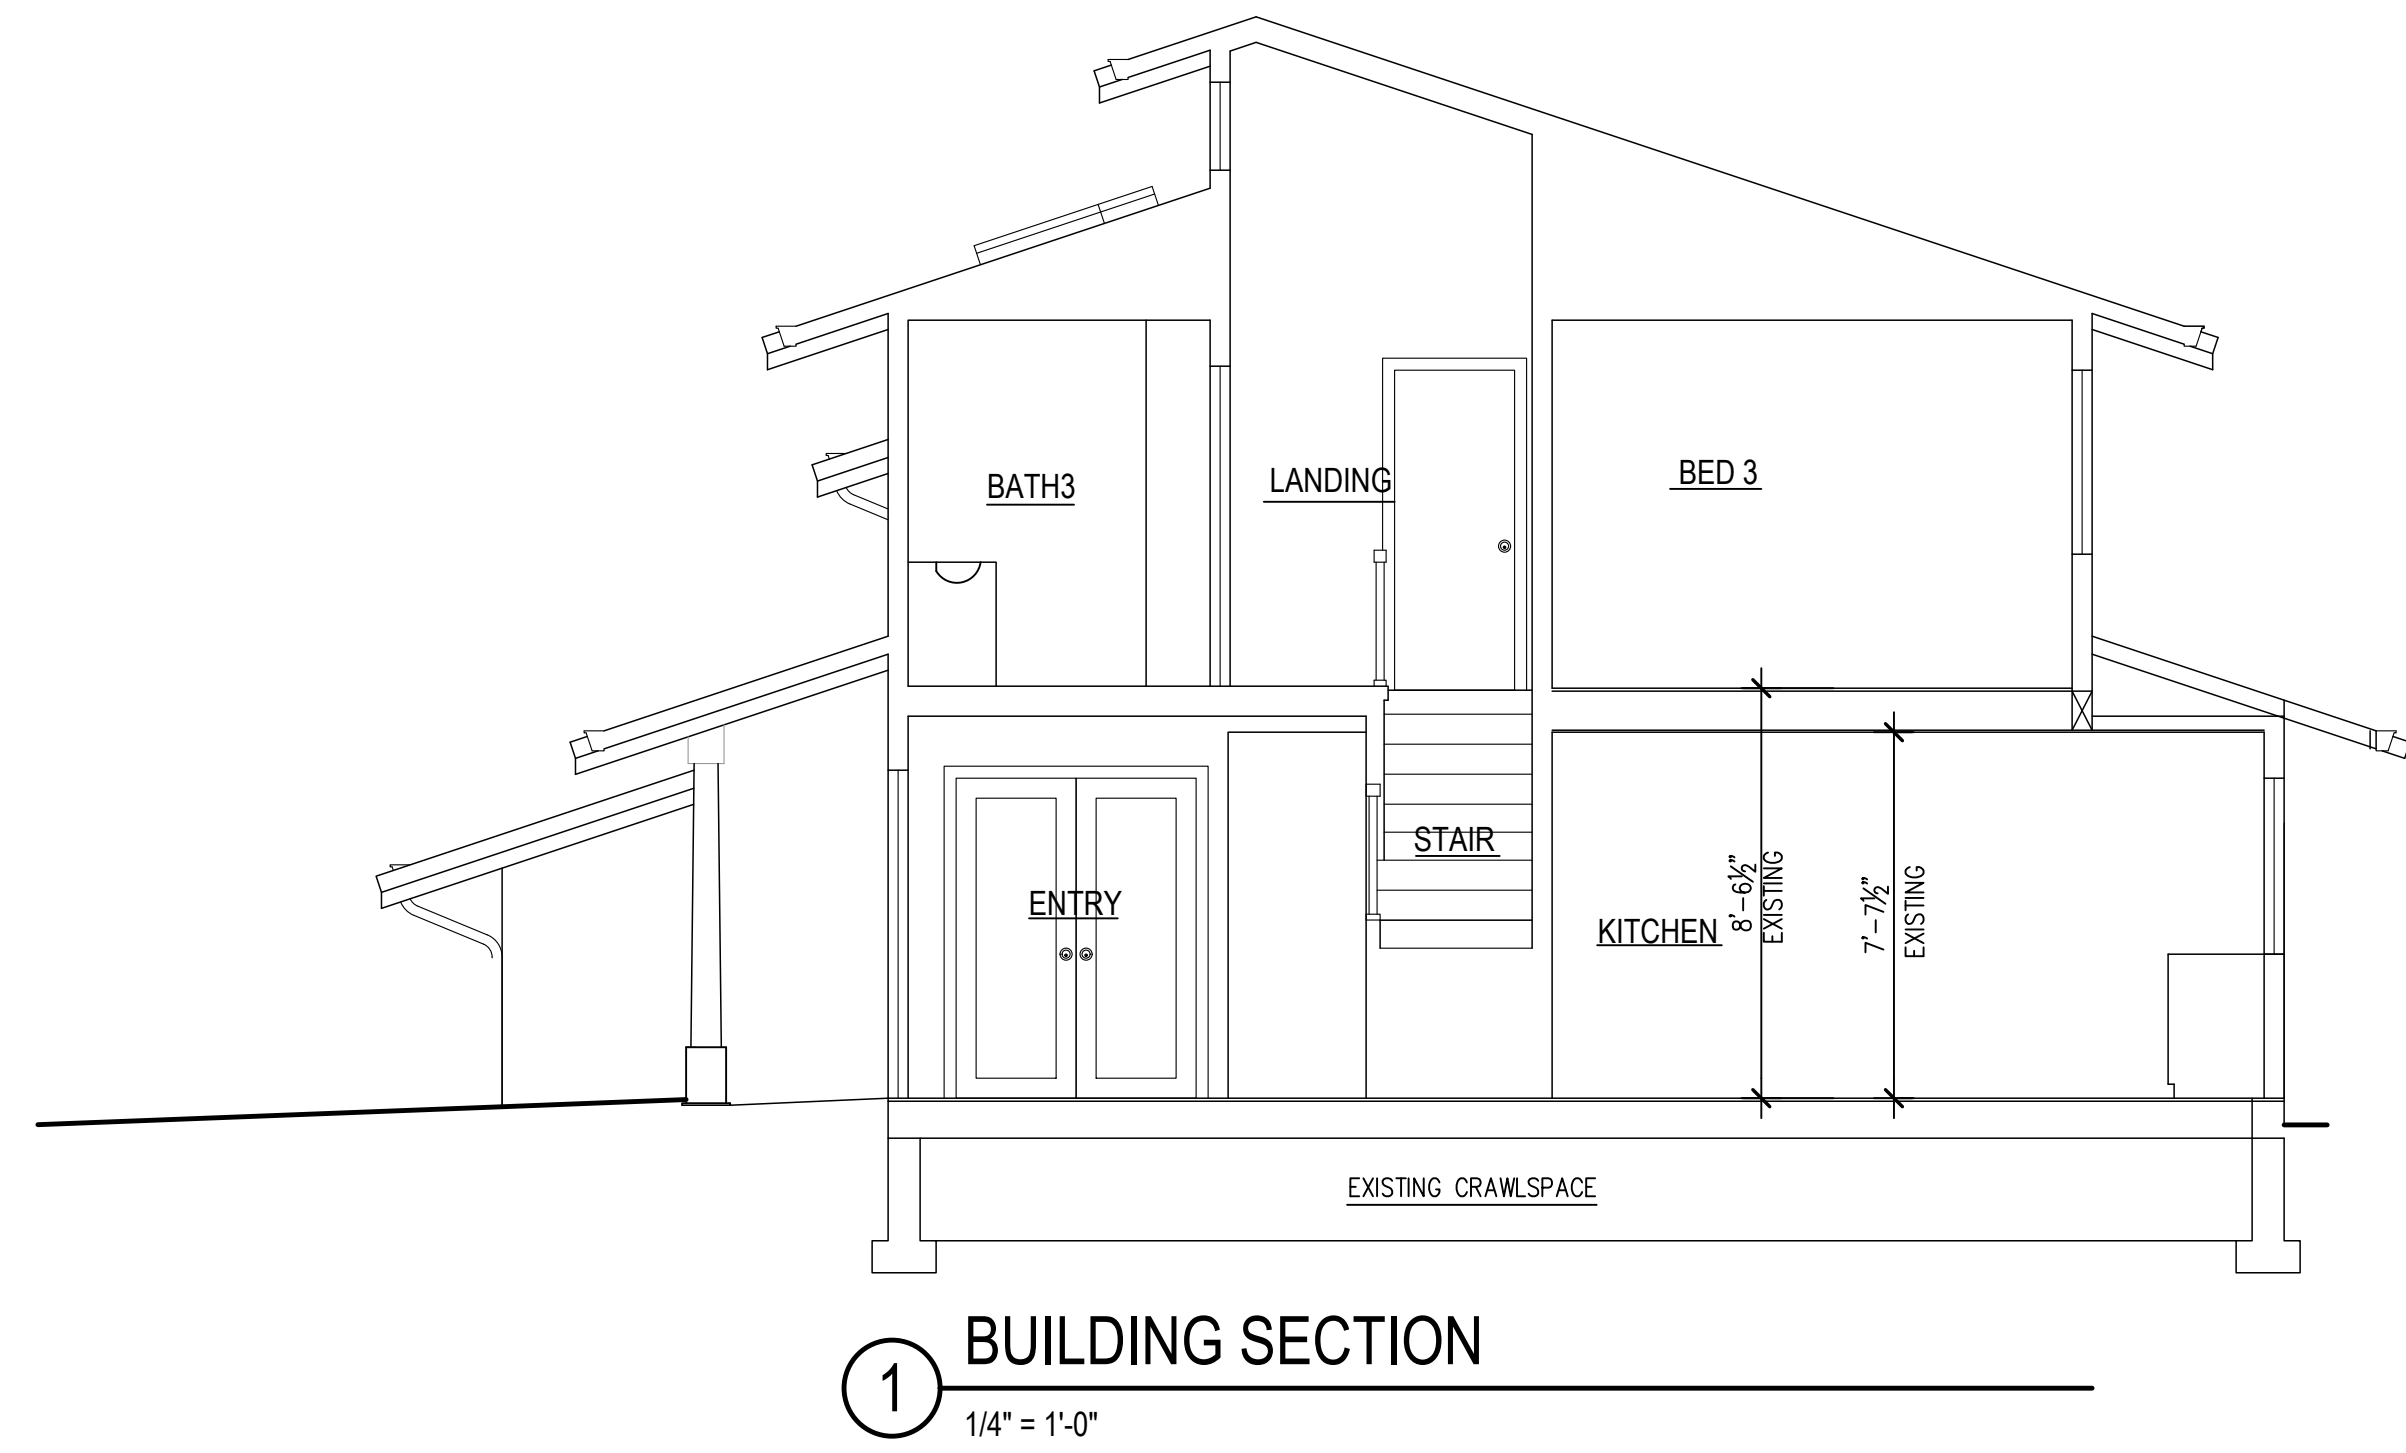 BATH3
LANDING
BED 3
STAIR
ENTRY
KITCHEN
8'-6½"
EXISTING
7'-7½"
EXISTING
EXISTING CRAWLSPACE
1
BUILDING SECTION
1/4" = 1'-0"